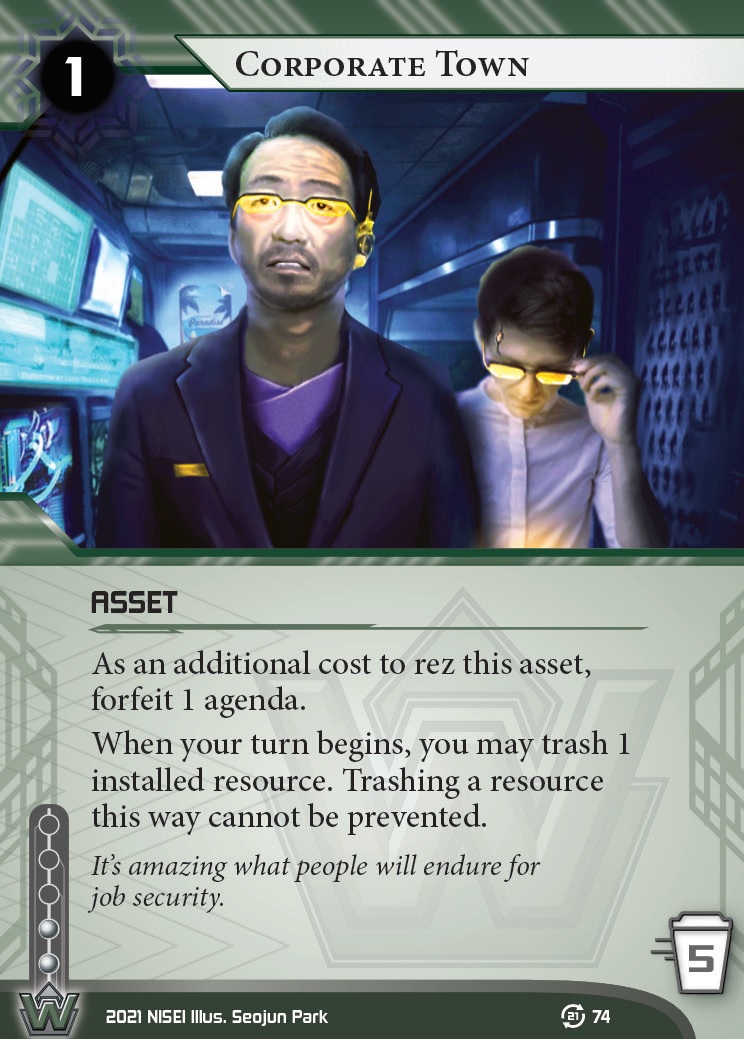 1
Corporate Town
Paradise
ASSET
As an additional cost to rez this asset,
forfeit 1 agenda.
When your turn begins, you may trash 1
installed resource. Trashing a resource
this way cannot be prevented.
It's amazing what people will endure for
job security.
5
2021 NISEI Illus. Seojun Park
21 74